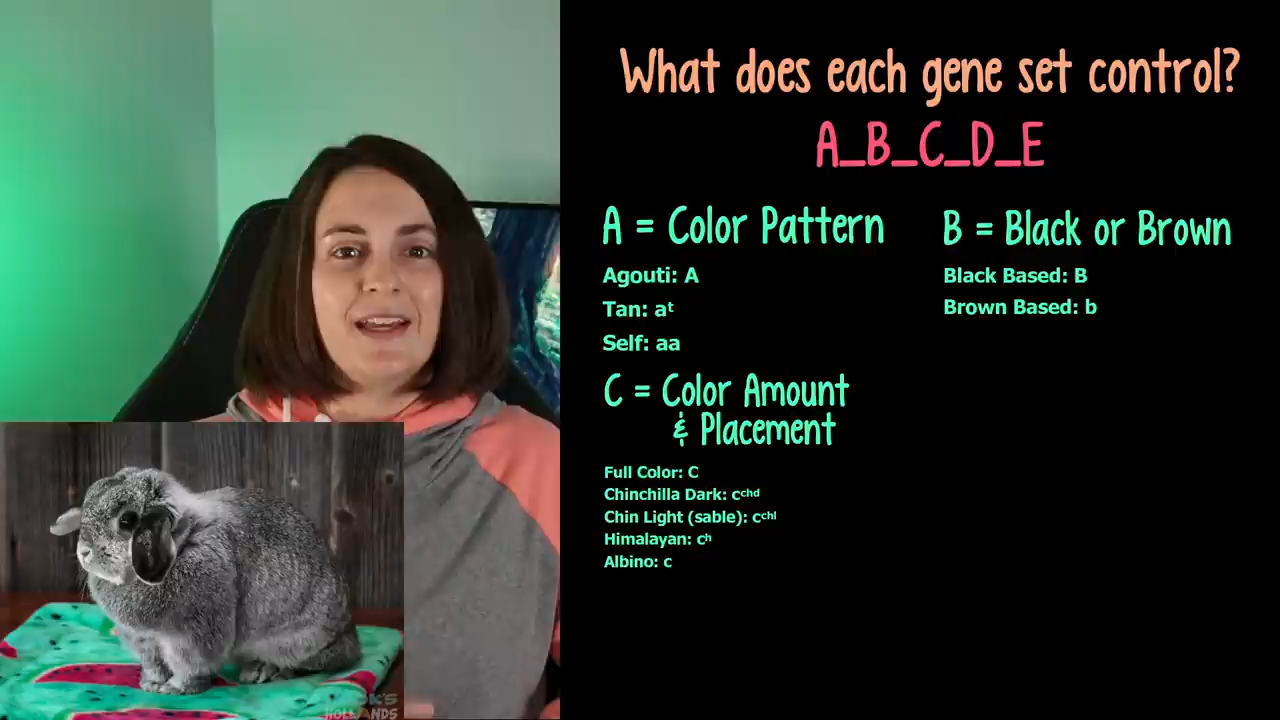 What does each gene set control?
A_B_C_D_E
A = Color Pattern
Agouti: A
Tan: aᵗ
Self: aa
B = Black or Brown
Black Based: B
Brown Based: b
C = Color Amount
& Placement
Full Color: C
Chinchilla Dark: cᶜʰᵈ
Chin Light (sable): cᶜʰˡ
Himalayan: cʰ
Albino: c
HOLLANDS